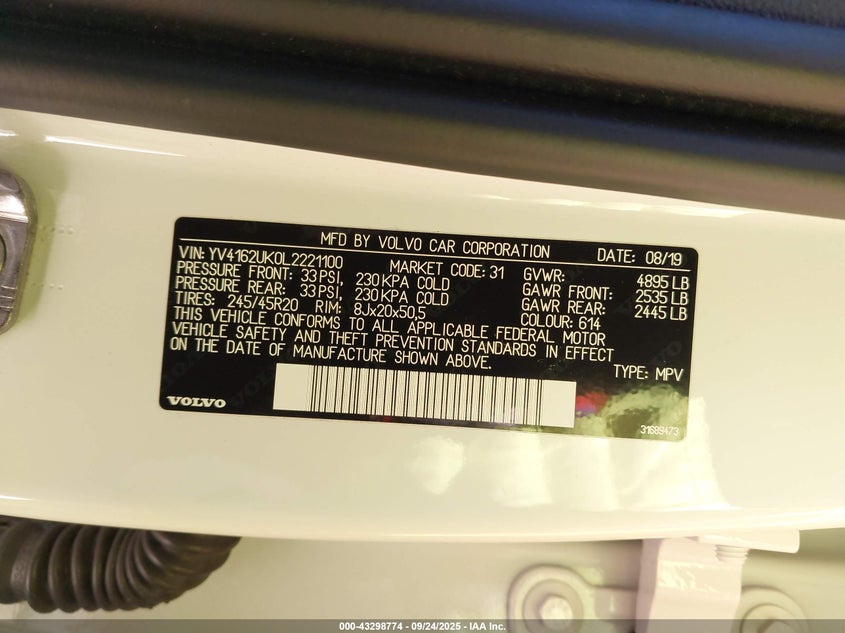 MFD BY VOLVO CAR CORPORATION DATE: 08/19
VIN: YV4162UK0L2221100 MARKET CODE: 31 GVWR: 4895 LB
PRESSURE FRONT: 33 PSI, 230 KPA COLD GAWR FRONT: 2535 LB
PRESSURE REAR: 33 PSI, 230 KPA COLD GAWR REAR: 2445 LB
TIRES: 245/45R20 RIM: 8Jx20x50,5 COLOUR: 614
THIS VEHICLE CONFORMS TO ALL APPLICABLE FEDERAL MOTOR
VEHICLE SAFETY AND THEFT PREVENTION STANDARDS IN EFFECT
ON THE DATE OF MANUFACTURE SHOWN ABOVE.
TYPE: MPV
VOLVO
31689473
000-43298774 — 09/24/2025 — IAA Inc.